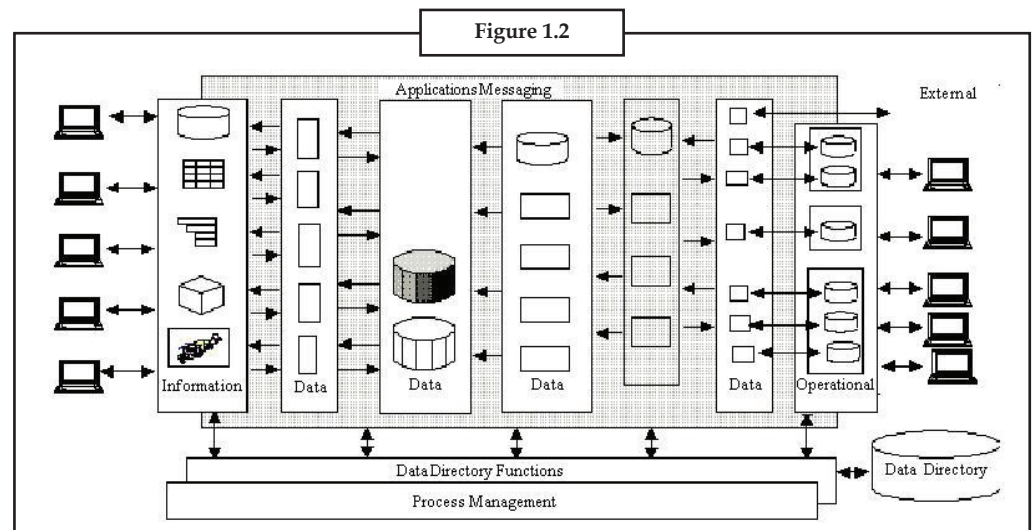 Figure 1.2
Applications Messaging
External
Information
Data
Data
Data
Data
Operational
Data Directory Functions
Data Directory
Process Management